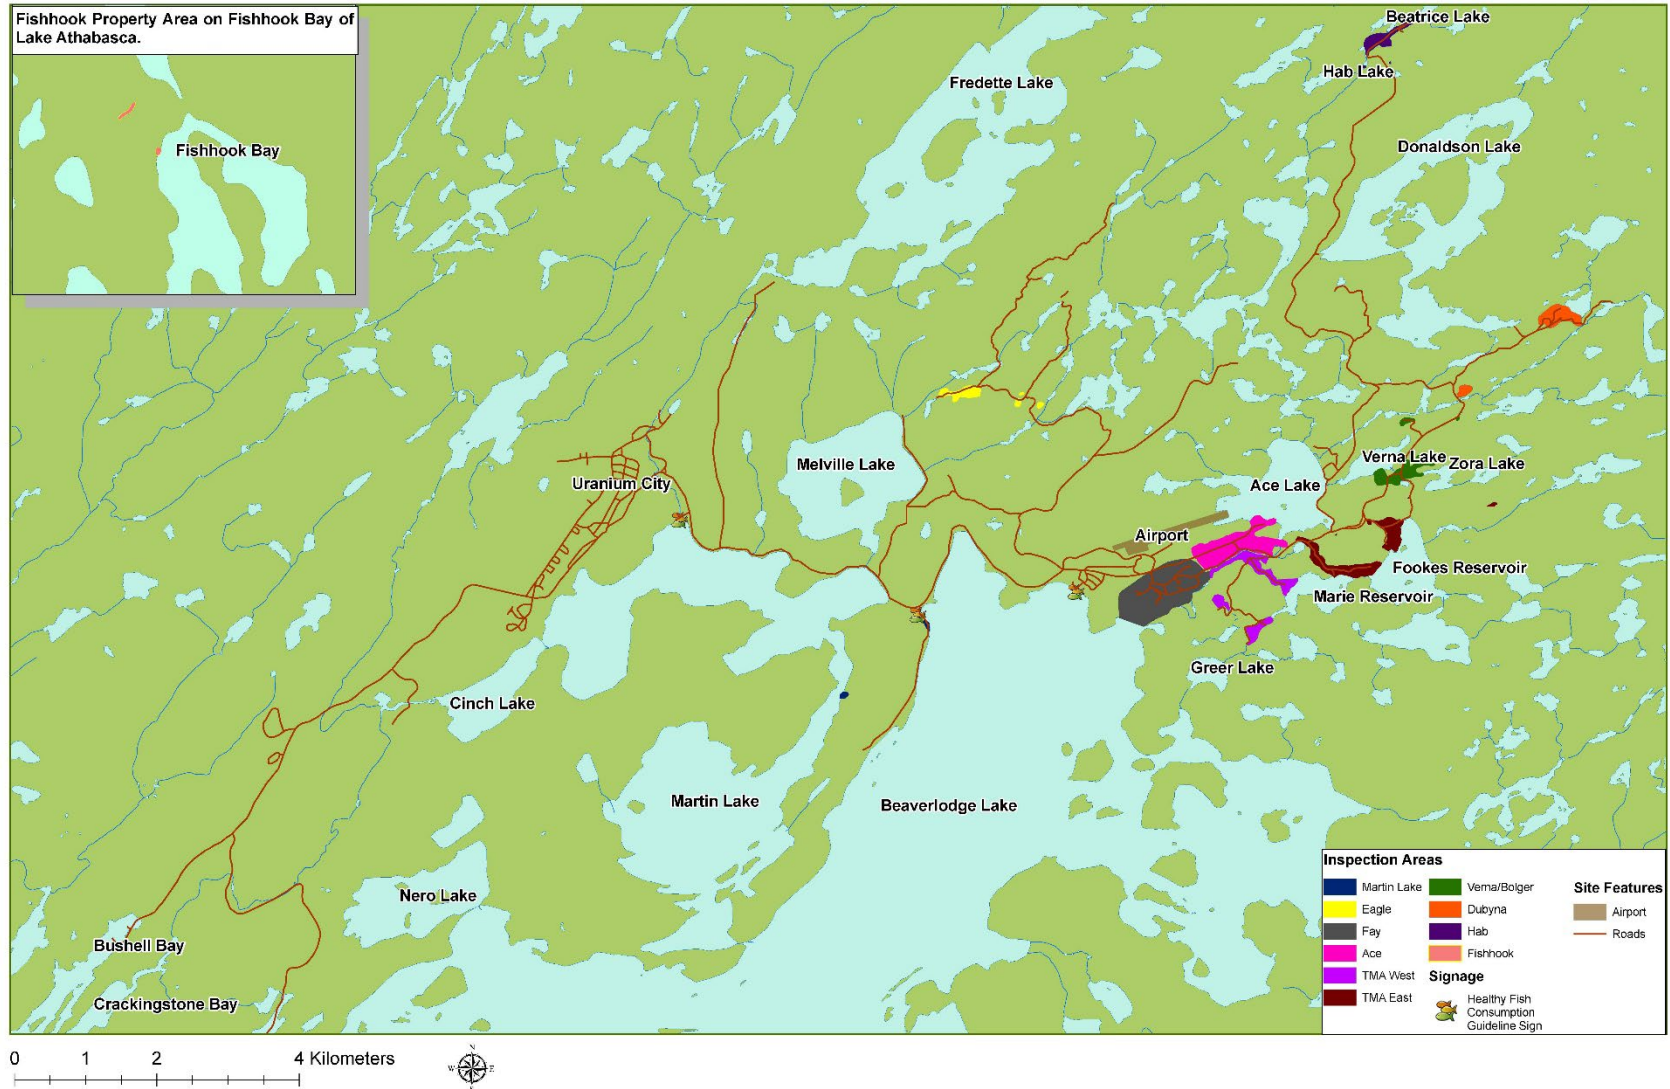 Fishhook Property Area on Fishhook Bay of
Lake Athabasca.
Fishhook Bay
Beatrice Lake
Hab Lake
Fredette Lake
Donaldson Lake
Melville Lake
Uranium City
Verna Lake
Zora Lake
Ace Lake
Airport
Fookes Reservoir
Marie Reservoir
Greer Lake
Cinch Lake
Martin Lake
Beaverlodge Lake
Nero Lake
Bushell Bay
Crackingstone Bay
Inspection Areas
Martin Lake
Eagle
Fay
Ace
TMA West
TMA East
Verna/Bolger
Dubyna
Hab
Fishhook
Signage
Healthy Fish
Consumption
Guideline Sign
Site Features
Airport
Roads
0 1 2 4 Kilometers
N
W E
S